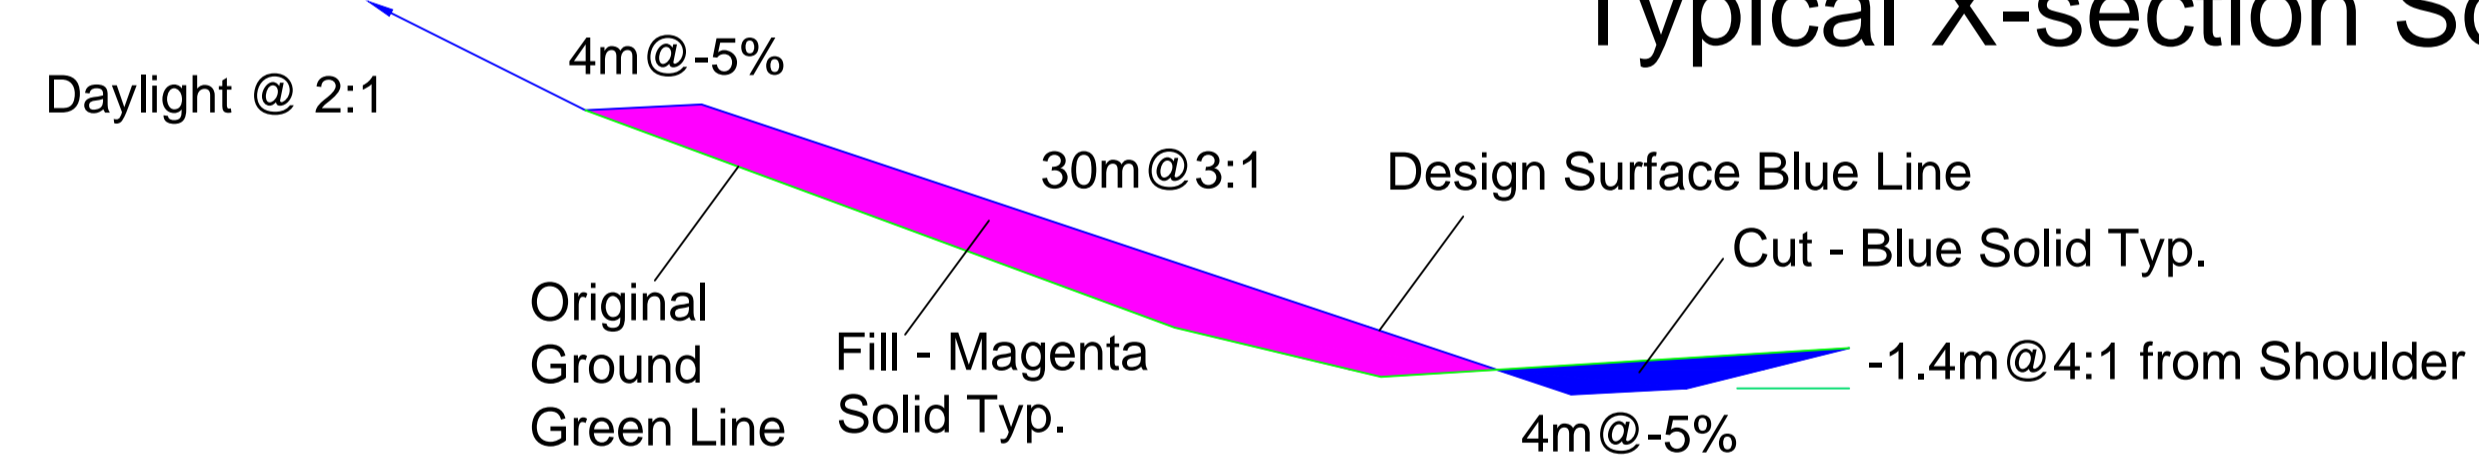 Typical X-section
4m@-5%
Daylight @ 2:1
30m@3:1
Design Surface Blue Line
Cut - Blue Solid Typ.
Original
Ground
Green Line
Fill - Magenta
Solid Typ.
-1.4m@4:1 from Shoulder
4m@-5%